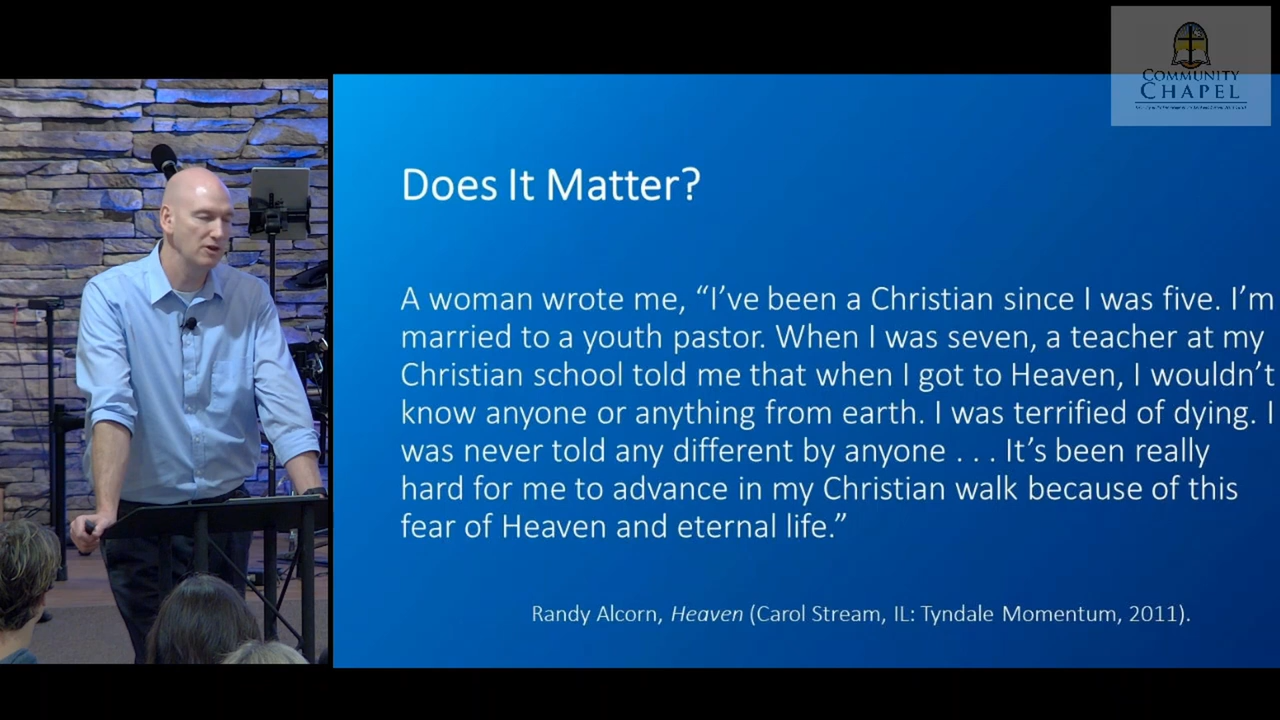 COMMUNITY
CHAPEL
Does It Matter?
A woman wrote me, “I’ve been a Christian since I was five. I’m
married to a youth pastor. When I was seven, a teacher at my
Christian school told me that when I got to Heaven, I wouldn’t
know anyone or anything from earth. I was terrified of dying. I
was never told any different by anyone . . . It’s been really
hard for me to advance in my Christian walk because of this
fear of Heaven and eternal life.”
Randy Alcorn, Heaven (Carol Stream, IL: Tyndale Momentum, 2011).